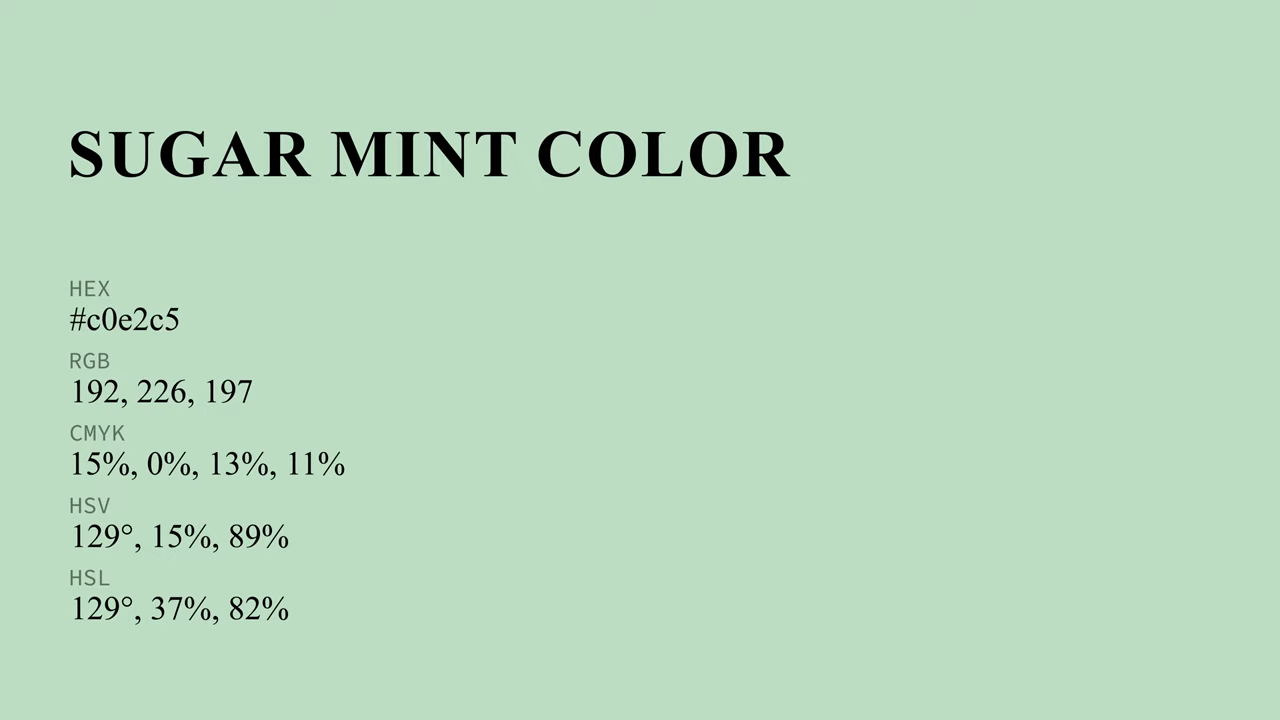 SUGAR MINT COLOR
HEX
#c0e2c5
RGB
192, 226, 197
CMYK
15%, 0%, 13%, 11%
HSV
129°, 15%, 89%
HSL
129°, 37%, 82%